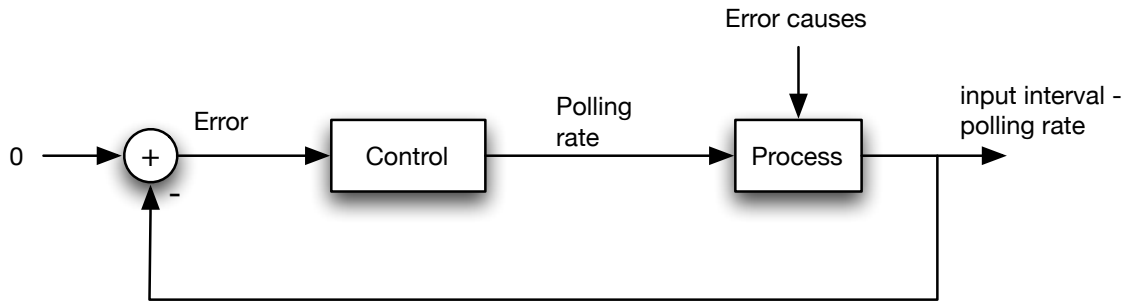 Error causes
input interval -
polling rate
Polling
rate
Error
0
+
Control
Process
-